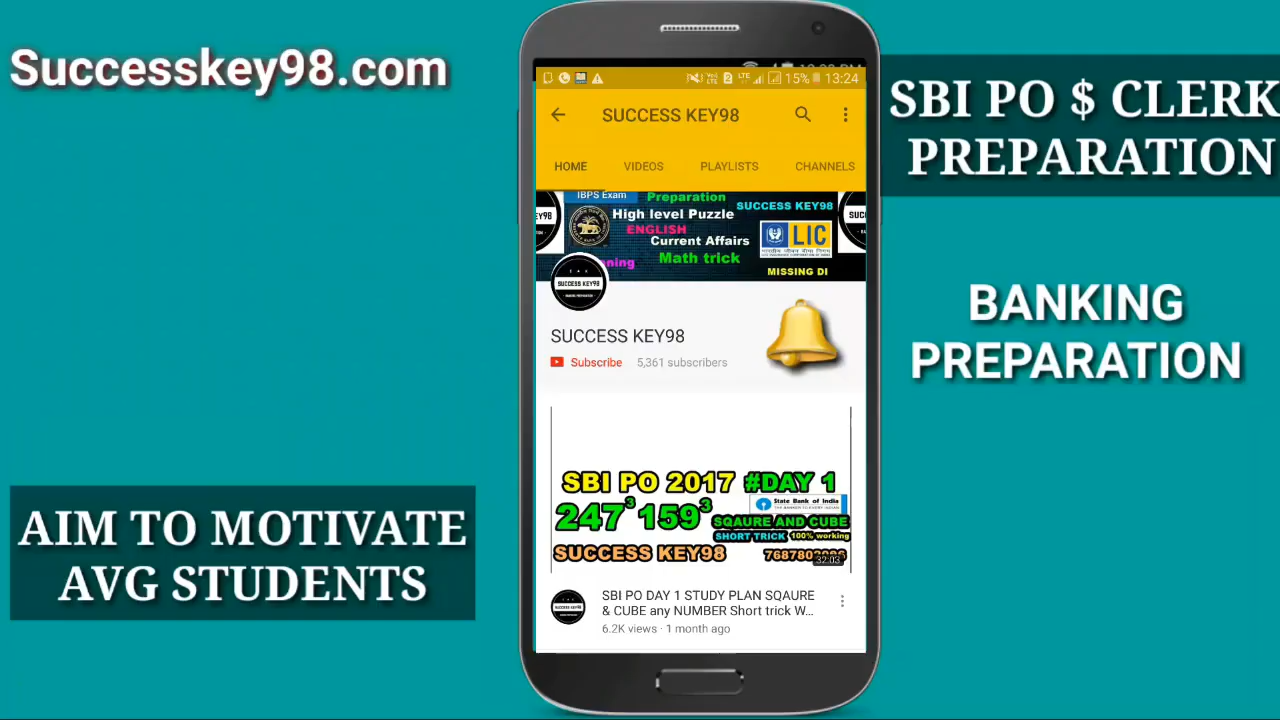 Successkey98.com
SBI PO $ CLERK
PREPARATION
BANKING
PREPARATION
AIM TO MOTIVATE
AVG STUDENTS
LTE
15%
13:24
SUCCESS KEY98
HOME
VIDEOS
PLAYLISTS
CHANNELS
IBPS Exam
Preparation
SUCCESS KEY98
High level Puzzle
ENGLISH
Current Affairs
LIC
Math trick
MISSING DI
SUCCESS KEY98
SUCCESS KEY98
Subscribe
5,361 subscribers
SBI PO 2017 #DAY 1
State Bank of India
247³ 159³
SQAURE AND CUBE
SHORT TRICK 100% working
SUCCESS KEY98
32:03
SBI PO DAY 1 STUDY PLAN SQAURE
& CUBE any NUMBER Short trick W...
6.2K views · 1 month ago